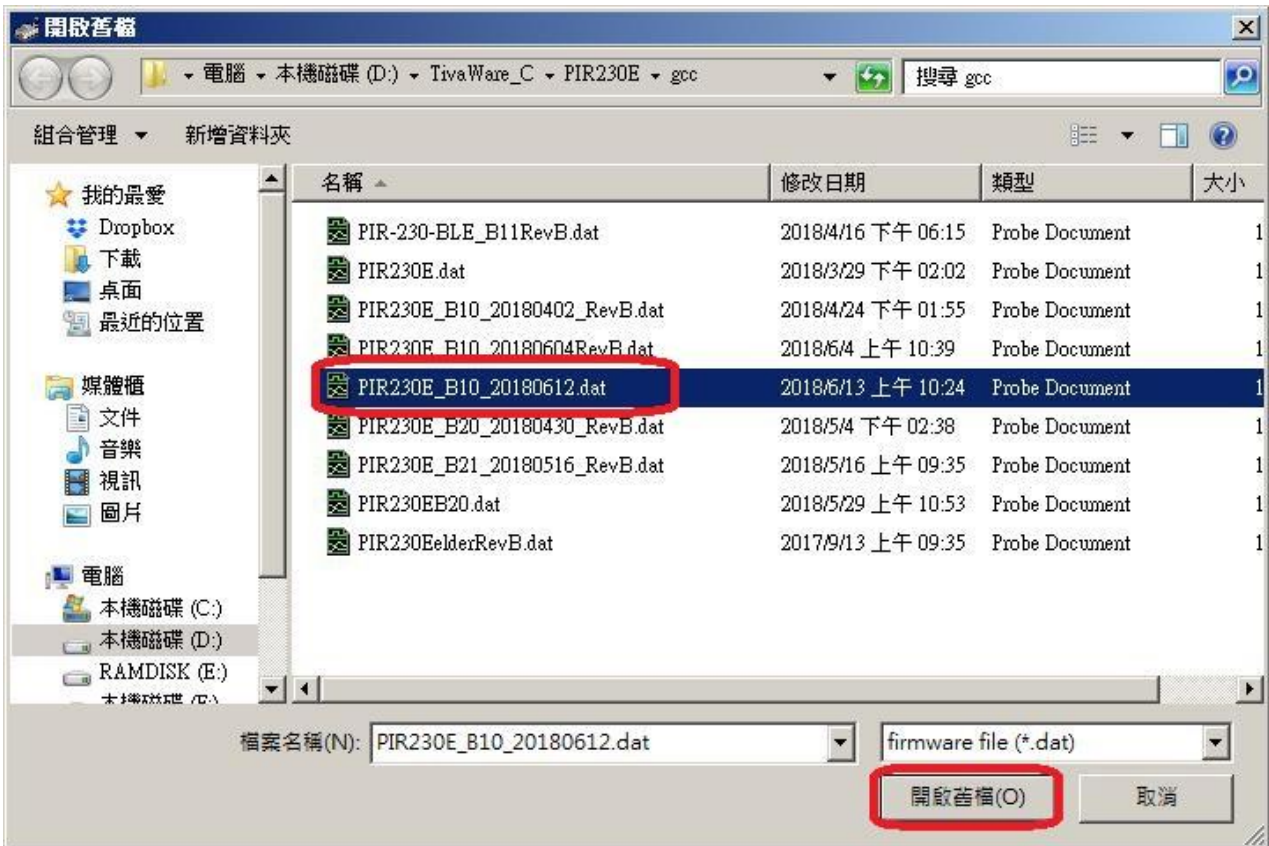 開啟舊檔
電腦 本機磁碟 (D:) TivaWare_C PIR230E gcc 搜尋 gcc
組合管理 新增資料夾
我的最愛
Dropbox
下載
桌面
最近的位置
媒體櫃
文件
音樂
視訊
圖片
電腦
本機磁碟 (C:)
本機磁碟 (D:)
RAMDISK (E:)
名稱 修改日期 類型 大小
PIR-230-BLE_B11RevB.dat 2018/4/16 下午 06:15 Probe Document 1
PIR230E.dat 2018/3/29 下午 02:02 Probe Document 1
PIR230E_B10_20180402_RevB.dat 2018/4/24 下午 01:55 Probe Document 1
PIR230E_B10_20180604RevB.dat 2018/6/4 上午 10:39 Probe Document 1
PIR230E_B10_20180612.dat 2018/6/13 上午 10:24 Probe Document 1
PIR230E_B20_20180430_RevB.dat 2018/5/4 下午 02:38 Probe Document 1
PIR230E_B21_20180516_RevB.dat 2018/5/16 上午 09:35 Probe Document 1
PIR230EB20.dat 2018/5/29 上午 10:53 Probe Document 1
PIR230EelderRevB.dat 2017/9/13 上午 09:35 Probe Document 1
檔案名稱(N): PIR230E_B10_20180612.dat firmware file (*.dat)
開啟舊檔(O) 取消